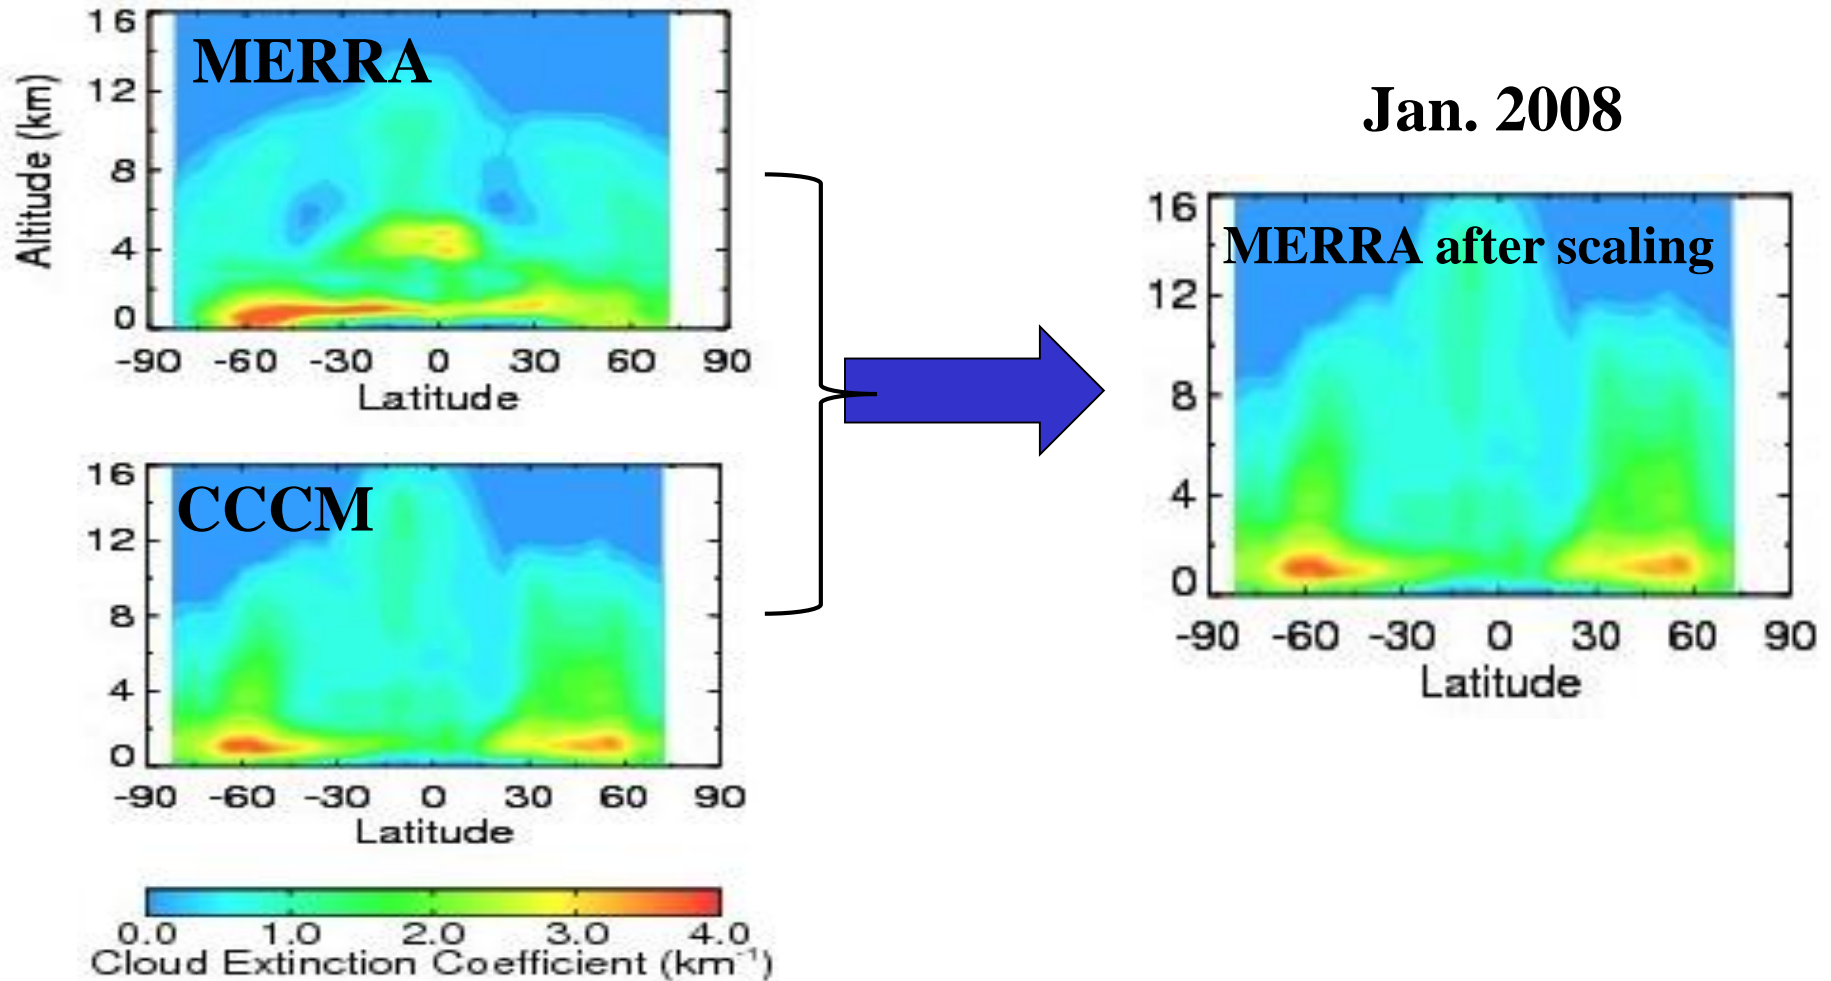 MERRA
16
12
8
4
0
Altitude (km)
-90 -60 -30 0 30 60 90
Latitude
CCCM
16
12
8
4
0
-90 -60 -30 0 30 60 90
Latitude
0.0 1.0 2.0 3.0 4.0
Cloud Extinction Coefficient (km⁻¹)
Jan. 2008
MERRA after scaling
16
12
8
4
0
-90 -60 -30 0 30 60 90
Latitude